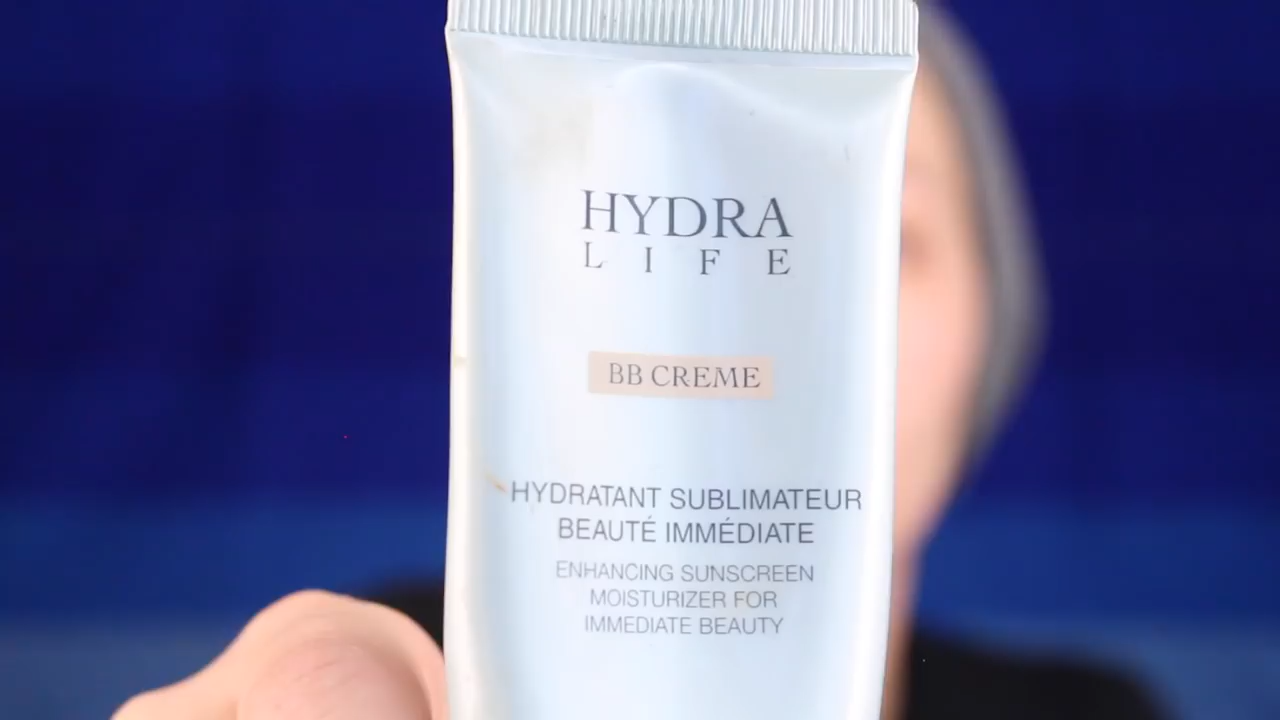 HYDRA
LIFE
BB CREME
HYDRATANT SUBLIMATEUR
BEAUTÉ IMMÉDIATE
ENHANCING SUNSCREEN
MOISTURIZER FOR
IMMEDIATE BEAUTY